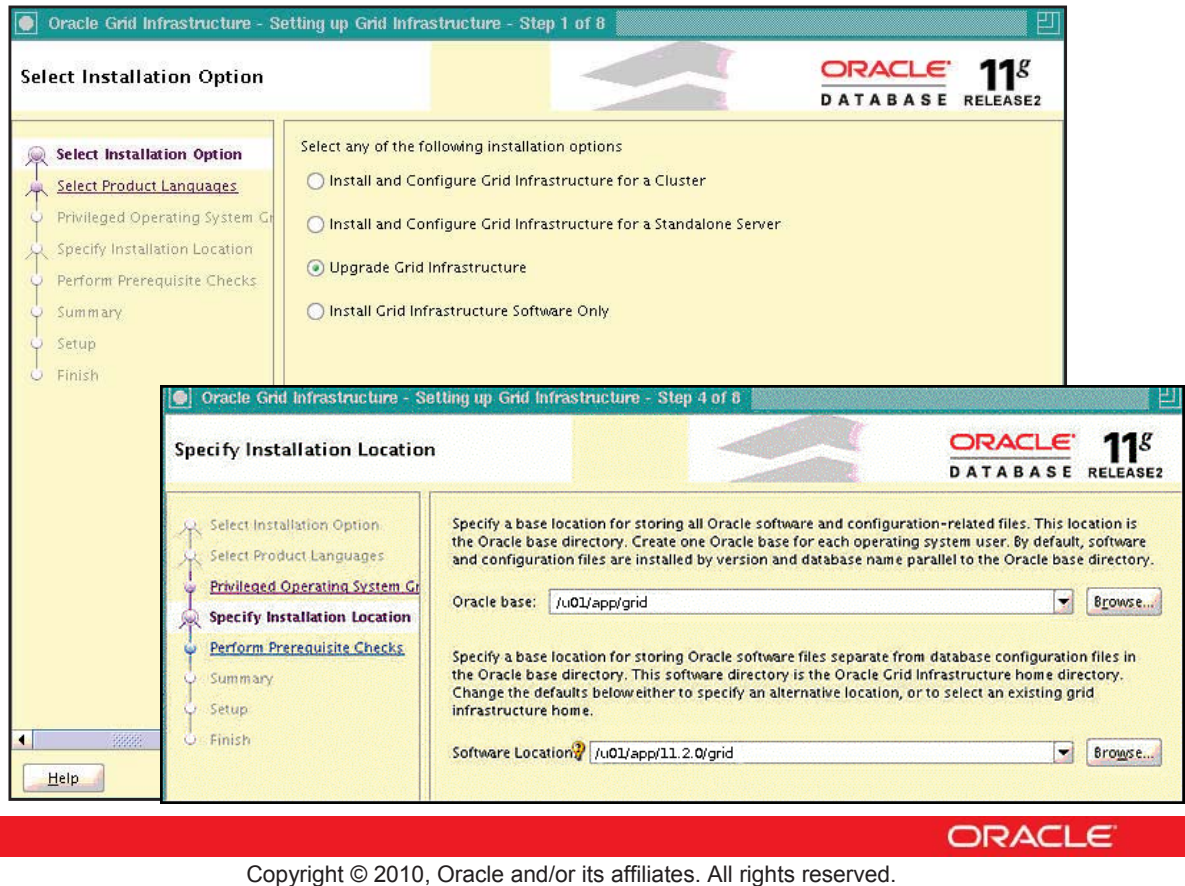 Oracle Grid Infrastructure - Setting up Grid Infrastructure - Step 1 of 8
Select Installation Option
ORACLE
DATABASE
11g
RELEASE2
Select Installation Option
Select Product Languages
Privileged Operating System Gr
Specify Installation Location
Perform Prerequisite Checks
Summary
Setup
Finish
Select any of the following installation options
Install and Configure Grid Infrastructure for a Cluster
Install and Configure Grid Infrastructure for a Standalone Server
Upgrade Grid Infrastructure
Install Grid Infrastructure Software Only
Help
Oracle Grid Infrastructure - Setting up Grid Infrastructure - Step 4 of 8
Specify Installation Location
ORACLE
DATABASE
11g
RELEASE2
Select Installation Option
Select Product Languages
Privileged Operating System Gr
Specify Installation Location
Perform Prerequisite Checks
Summary
Setup
Finish
Specify a base location for storing all Oracle software and configuration-related files. This location is
the Oracle base directory. Create one Oracle base for each operating system user. By default, software
and configuration files are installed by version and database name parallel to the Oracle base directory.
Oracle base: /u01/app/grid Browse...
Specify a base location for storing Oracle software files separate from database configuration files in
the Oracle base directory. This software directory is the Oracle Grid Infrastructure home directory.
Change the defaults below either to specify an alternative location, or to select an existing grid
infrastructure home.
Software Location: /u01/app/11.2.0/grid Browse...
ORACLE
Copyright © 2010, Oracle and/or its affiliates. All rights reserved.